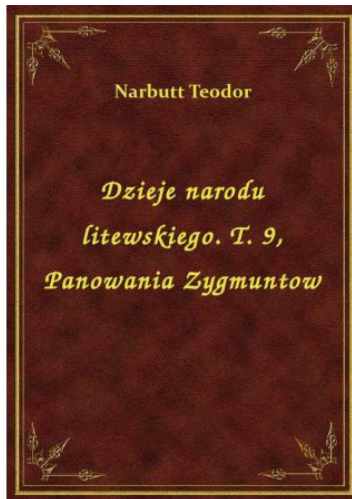 Narbutt Teodor
Dzieje narodu
litewskiego. T. 9,
Panowania Zygmuntow